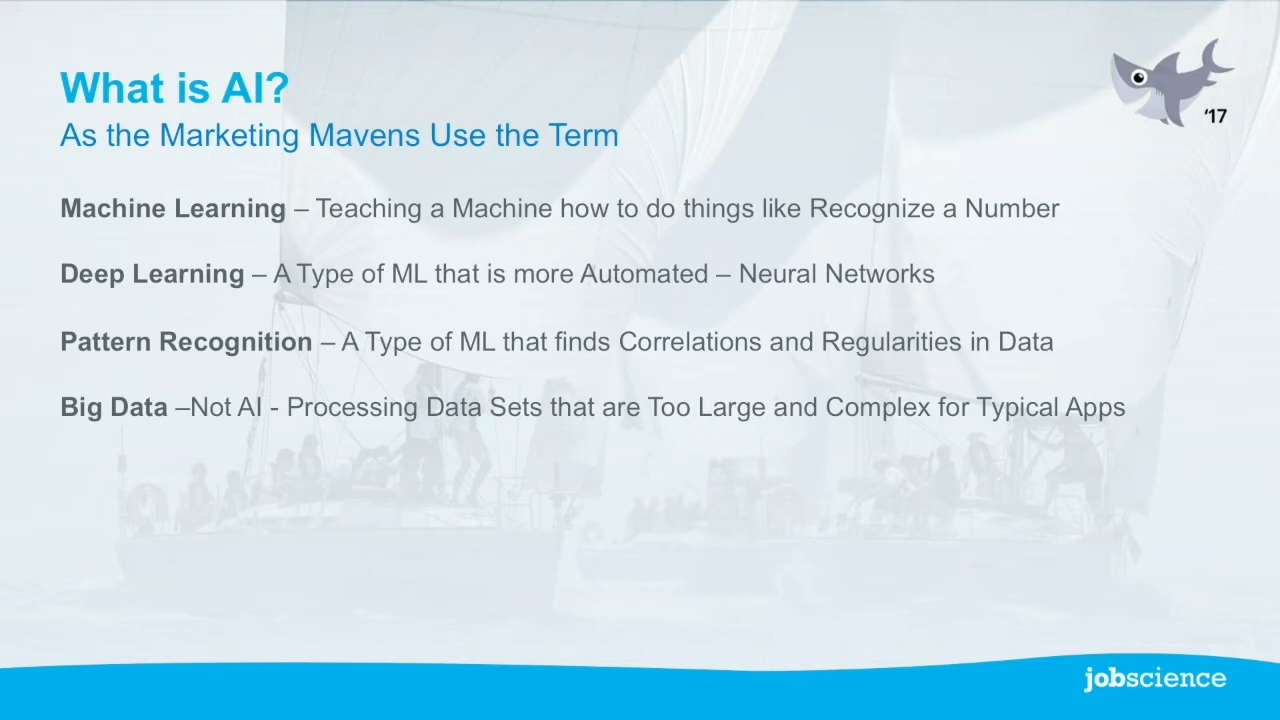 What is AI?
‘17
As the Marketing Mavens Use the Term
Machine Learning – Teaching a Machine how to do things like Recognize a Number
Deep Learning – A Type of ML that is more Automated – Neural Networks
Pattern Recognition – A Type of ML that finds Correlations and Regularities in Data
Big Data –Not AI - Processing Data Sets that are Too Large and Complex for Typical Apps
jobscience